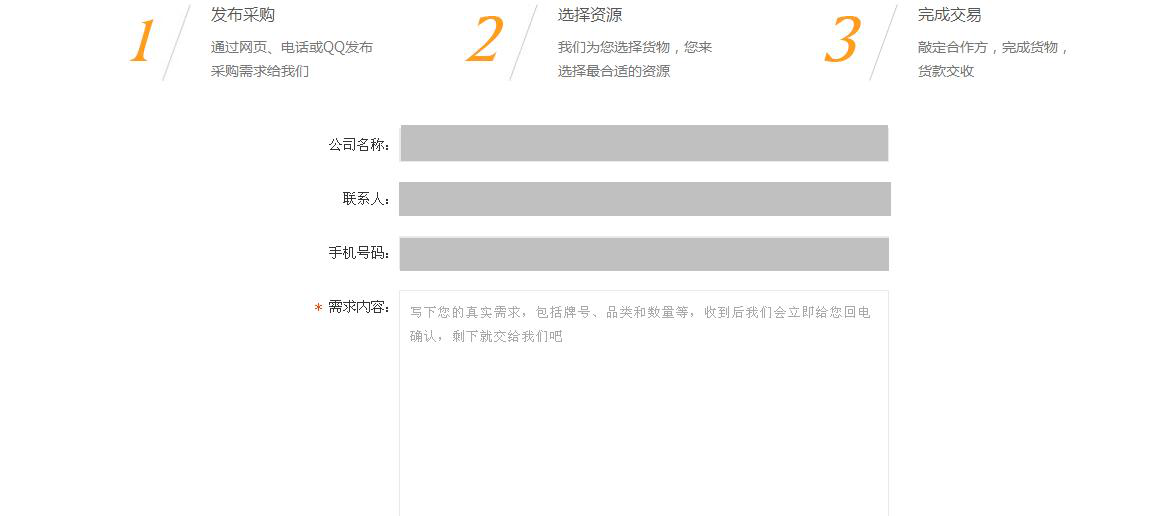 1
发布采购
通过网页、电话或QQ发布
采购需求给我们
2
选择资源
我们为您选择货物，您来
选择最合适的资源
3
完成交易
敲定合作方，完成货物，
货款交收
公司名称：
联系人：
手机号码：
* 需求内容：
写下您的真实需求，包括牌号、品类和数量等，收到后我们会立即给您回电
确认，剩下就交给我们吧